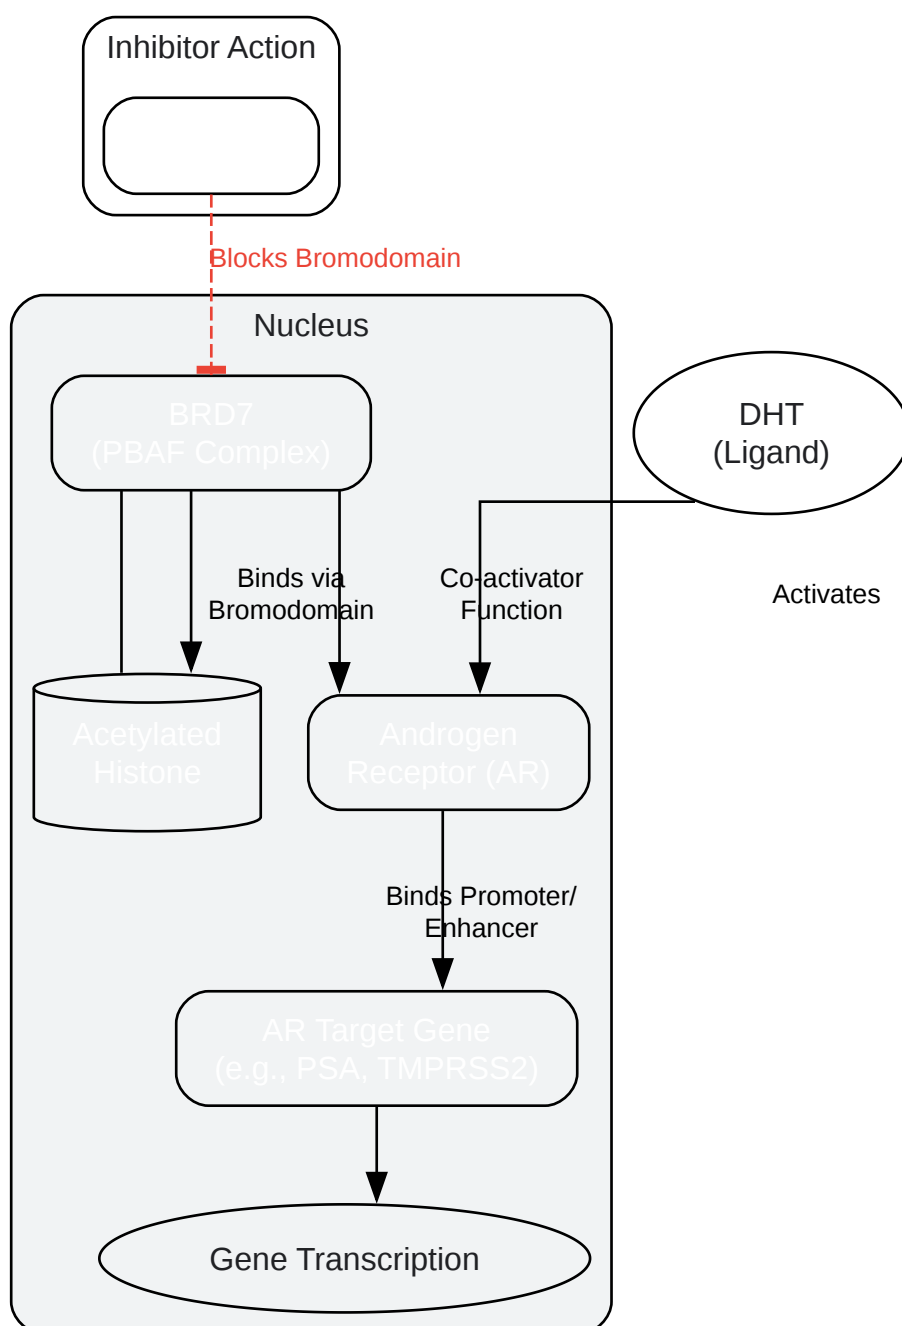 Inhibitor Action
Blocks Bromodomain
Nucleus
BRD7
(PBAF Complex)
DHT
(Ligand)
Binds via
Bromodomain
Co-activator
Function
Activates
Acetylated
Histone
Androgen
Receptor (AR)
Binds Promoter/
Enhancer
AR Target Gene
(e.g., PSA, TMPRSS2)
Gene Transcription